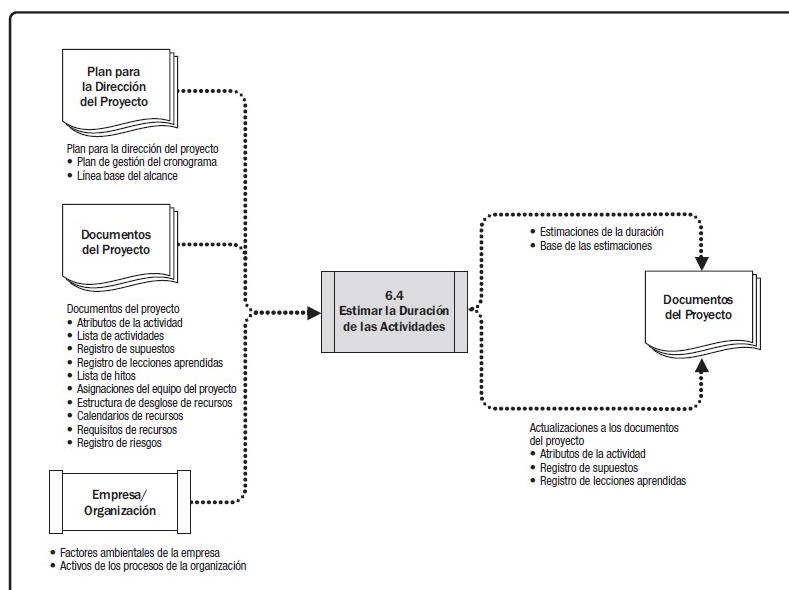 Plan para
la Dirección
del Proyecto
Plan para la dirección del proyecto
• Plan de gestión del cronograma
• Línea base del alcance
Documentos
del Proyecto
Documentos del proyecto
• Atributos de la actividad
• Lista de actividades
• Registro de supuestos
• Registro de lecciones aprendidas
• Lista de hitos
• Asignaciones del equipo del proyecto
• Estructura de desglose de recursos
• Calendarios de recursos
• Requisitos de recursos
• Registro de riesgos
Empresa/
Organización
• Factores ambientales de la empresa
• Activos de los procesos de la organización
6.4
Estimar la Duración
de las Actividades
• Estimaciones de la duración
• Base de las estimaciones
Documentos
del Proyecto
Actualizaciones a los documentos
del proyecto
• Atributos de la actividad
• Registro de supuestos
• Registro de lecciones aprendidas